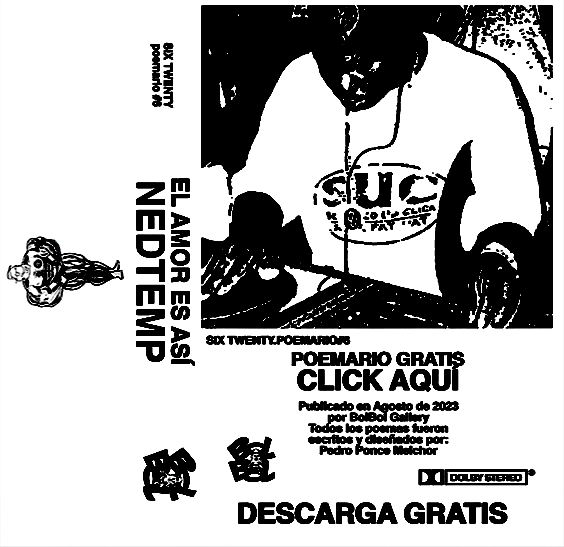 SIX TWENTY
poemario #6
EL AMOR ES ASÍ
NEDTEMP
suc
SIX TWENTY.POEMARIO#6
POEMARIO GRATIS
CLICK AQUÍ
Publicado en Agosto de 2023
por BolBol Gallery
Todos los poemas fueron
escritos y diseñados por:
Pedro Ponce Melchor
DOLBY STEREO
DESCARGA GRATIS